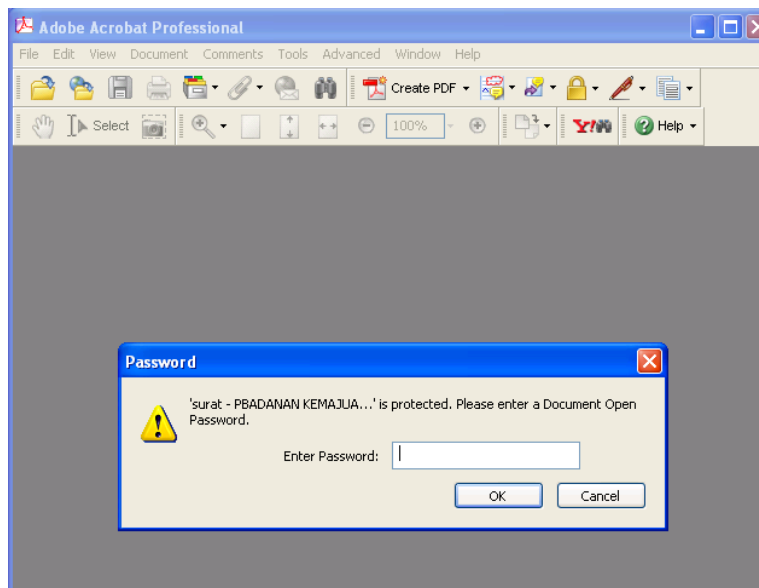 Adobe Acrobat Professional
File Edit View Document Comments Tools Advanced Window Help
Create PDF
Select 100% Y! Help
Password
'surat - PBADANAN KEMAJUA...' is protected. Please enter a Document Open
Password.
Enter Password:
OK Cancel